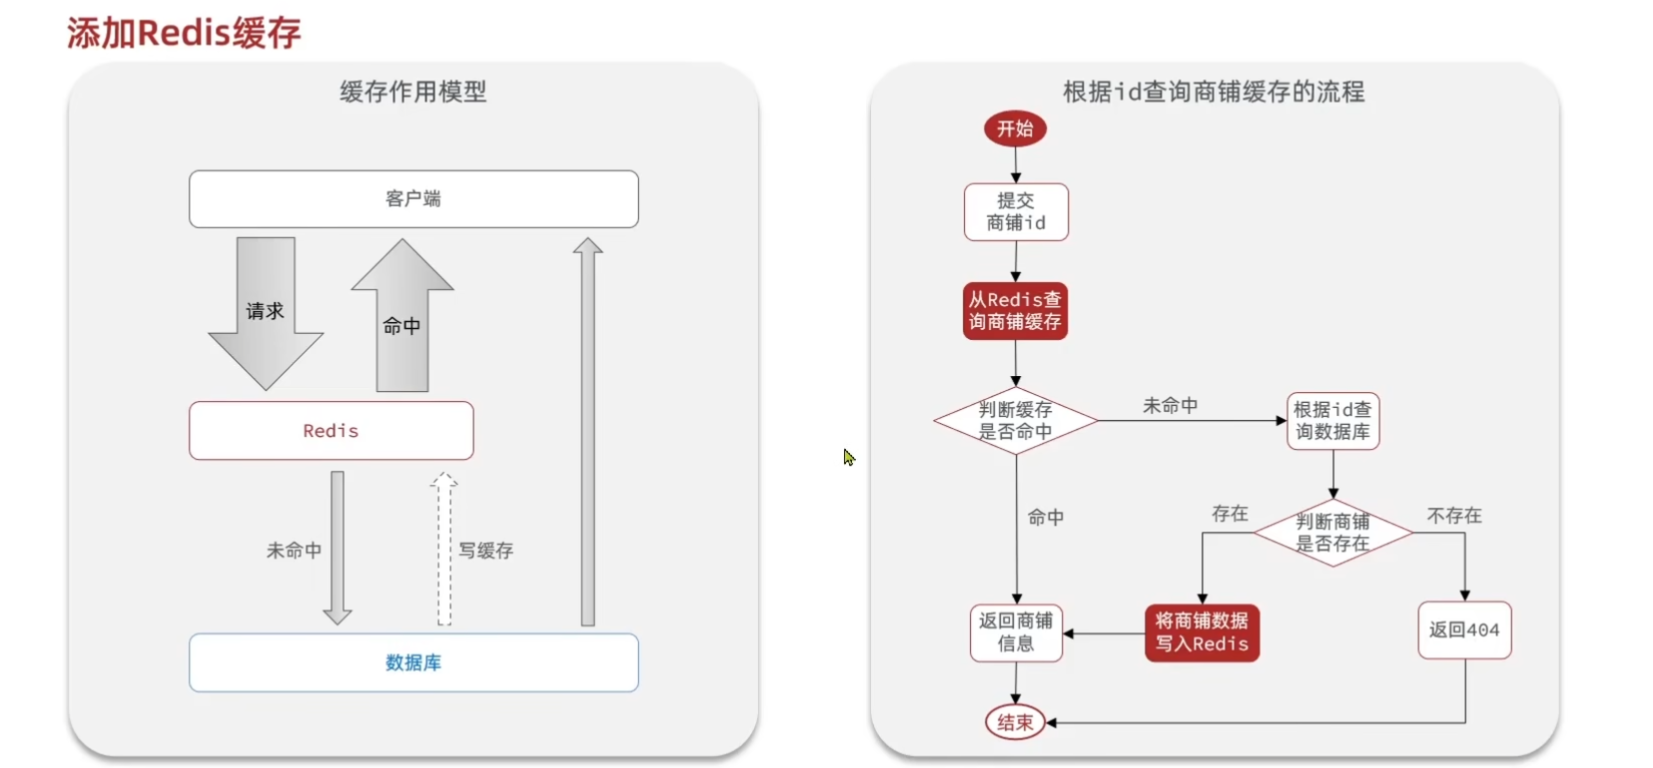 添加Redis缓存
缓存作用模型
客户端
请求
命中
Redis
未命中
写缓存
数据库
根据id查询商铺缓存的流程
开始
提交
商铺id
从Redis查
询商铺缓存
判断缓存
是否命中
未命中
根据id查
询数据库
命中
存在
判断商铺
是否存在
不存在
返回商铺
信息
将商铺数据
写入Redis
返回404
结束